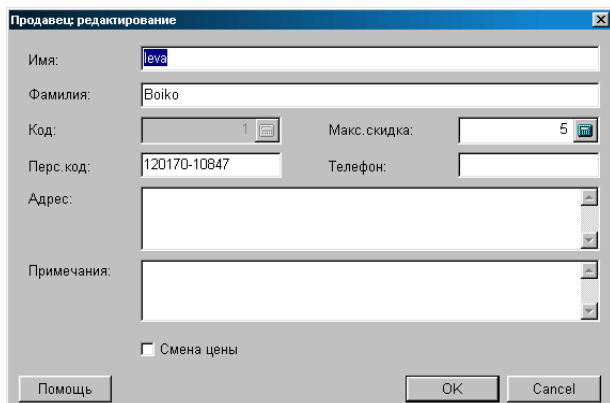 Продавец: редактирование
Имя: Ieva
Фамилия: Boiko
Код: 1 Макс.скидка: 5
Перс.код: 120170-10847 Телефон:
Адрес:
Примечания:
Смена цены
Помощь OK Cancel